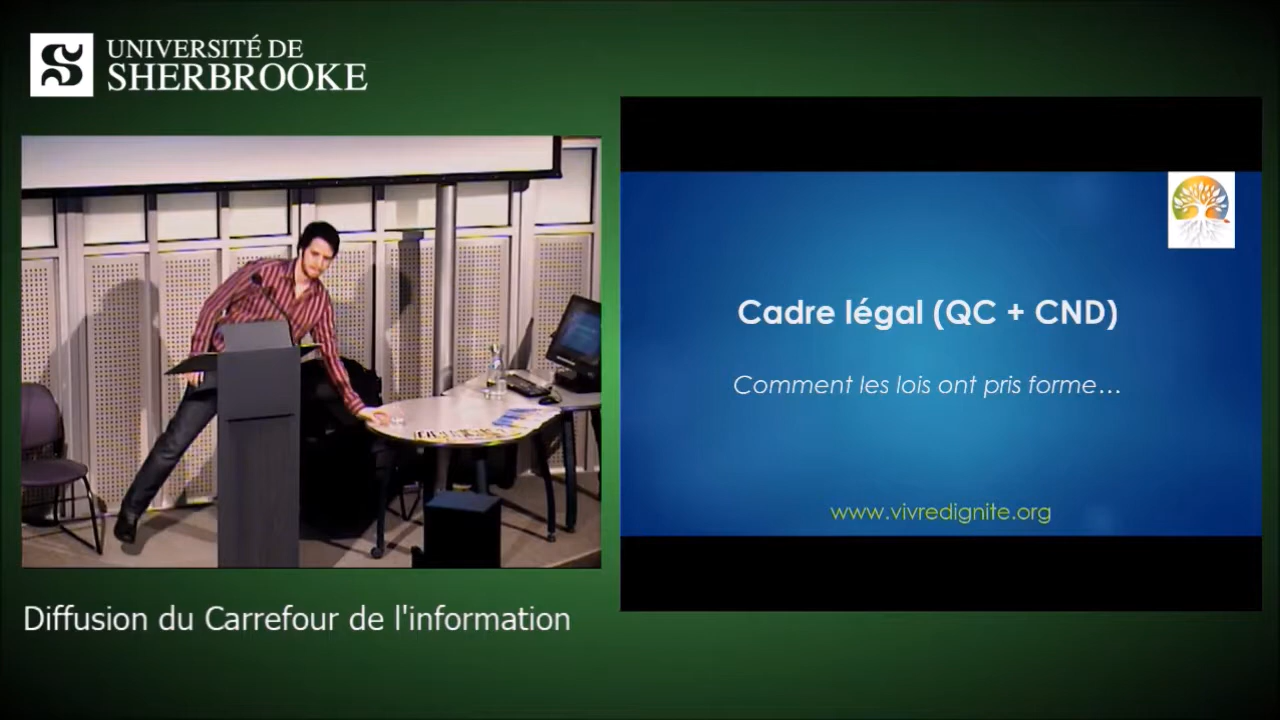 UNIVERSITÉ DE
SHERBROOKE
Cadre légal (QC + CND)
Comment les lois ont pris forme...
www.vivredignite.org
Diffusion du Carrefour de l'information